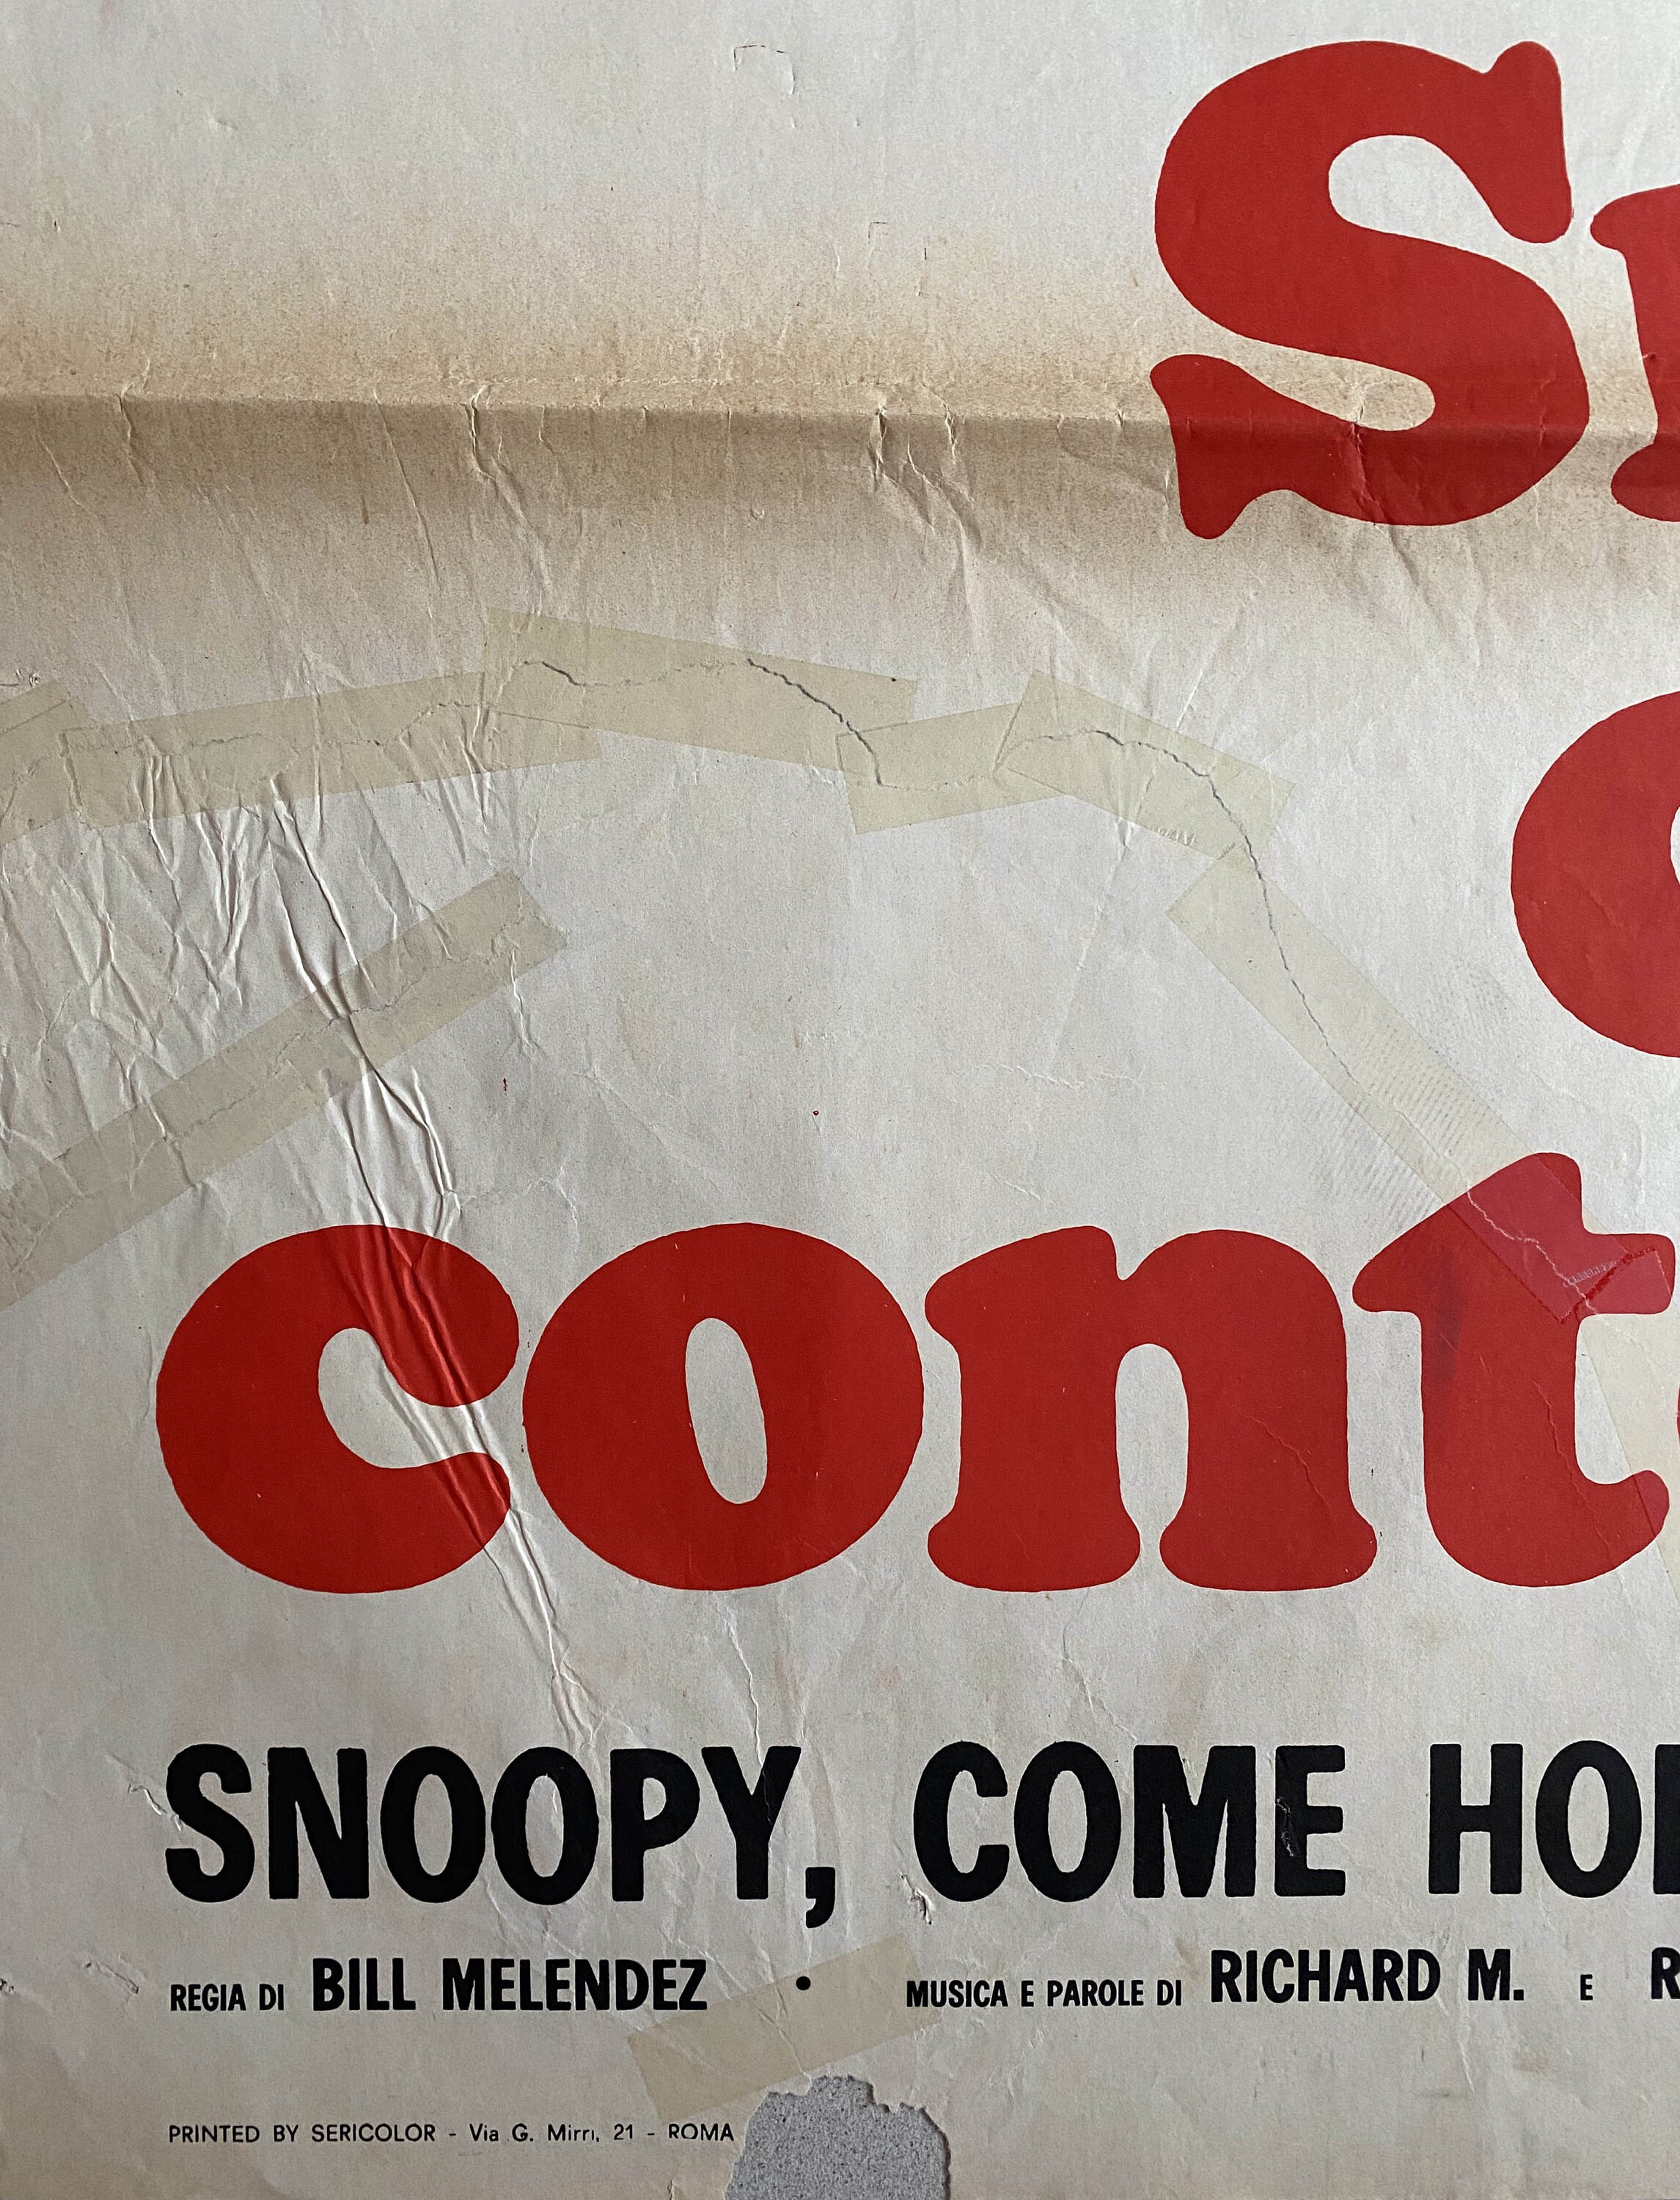 S
cont
SNOOPY, COME HO
REGIA DI BILL MELENDEZ • MUSICA E PAROLE DI RICHARD M. E R
PRINTED BY SERICOLOR - Via G. Mirri, 21 - ROMA